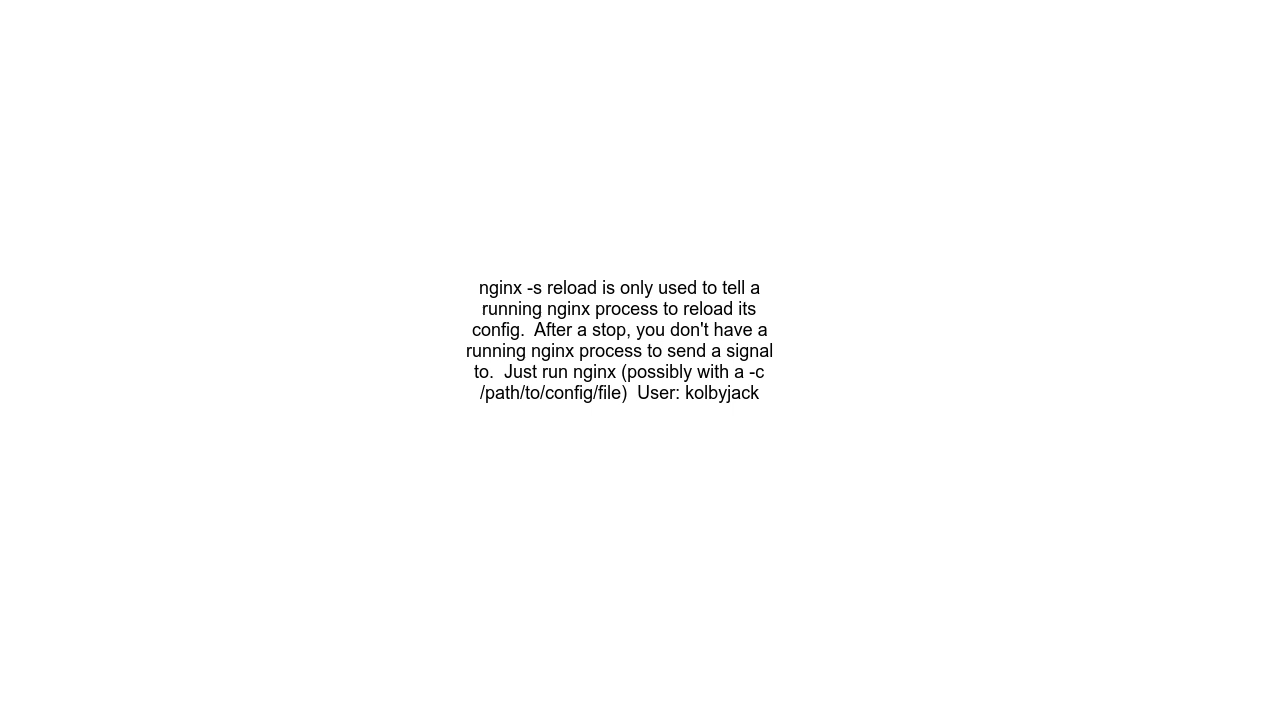 nginx -s reload is only used to tell a
running nginx process to reload its
config.  After a stop, you don't have a
running nginx process to send a signal
to.  Just run nginx (possibly with a -c
/path/to/config/file)  User: kolbyjack